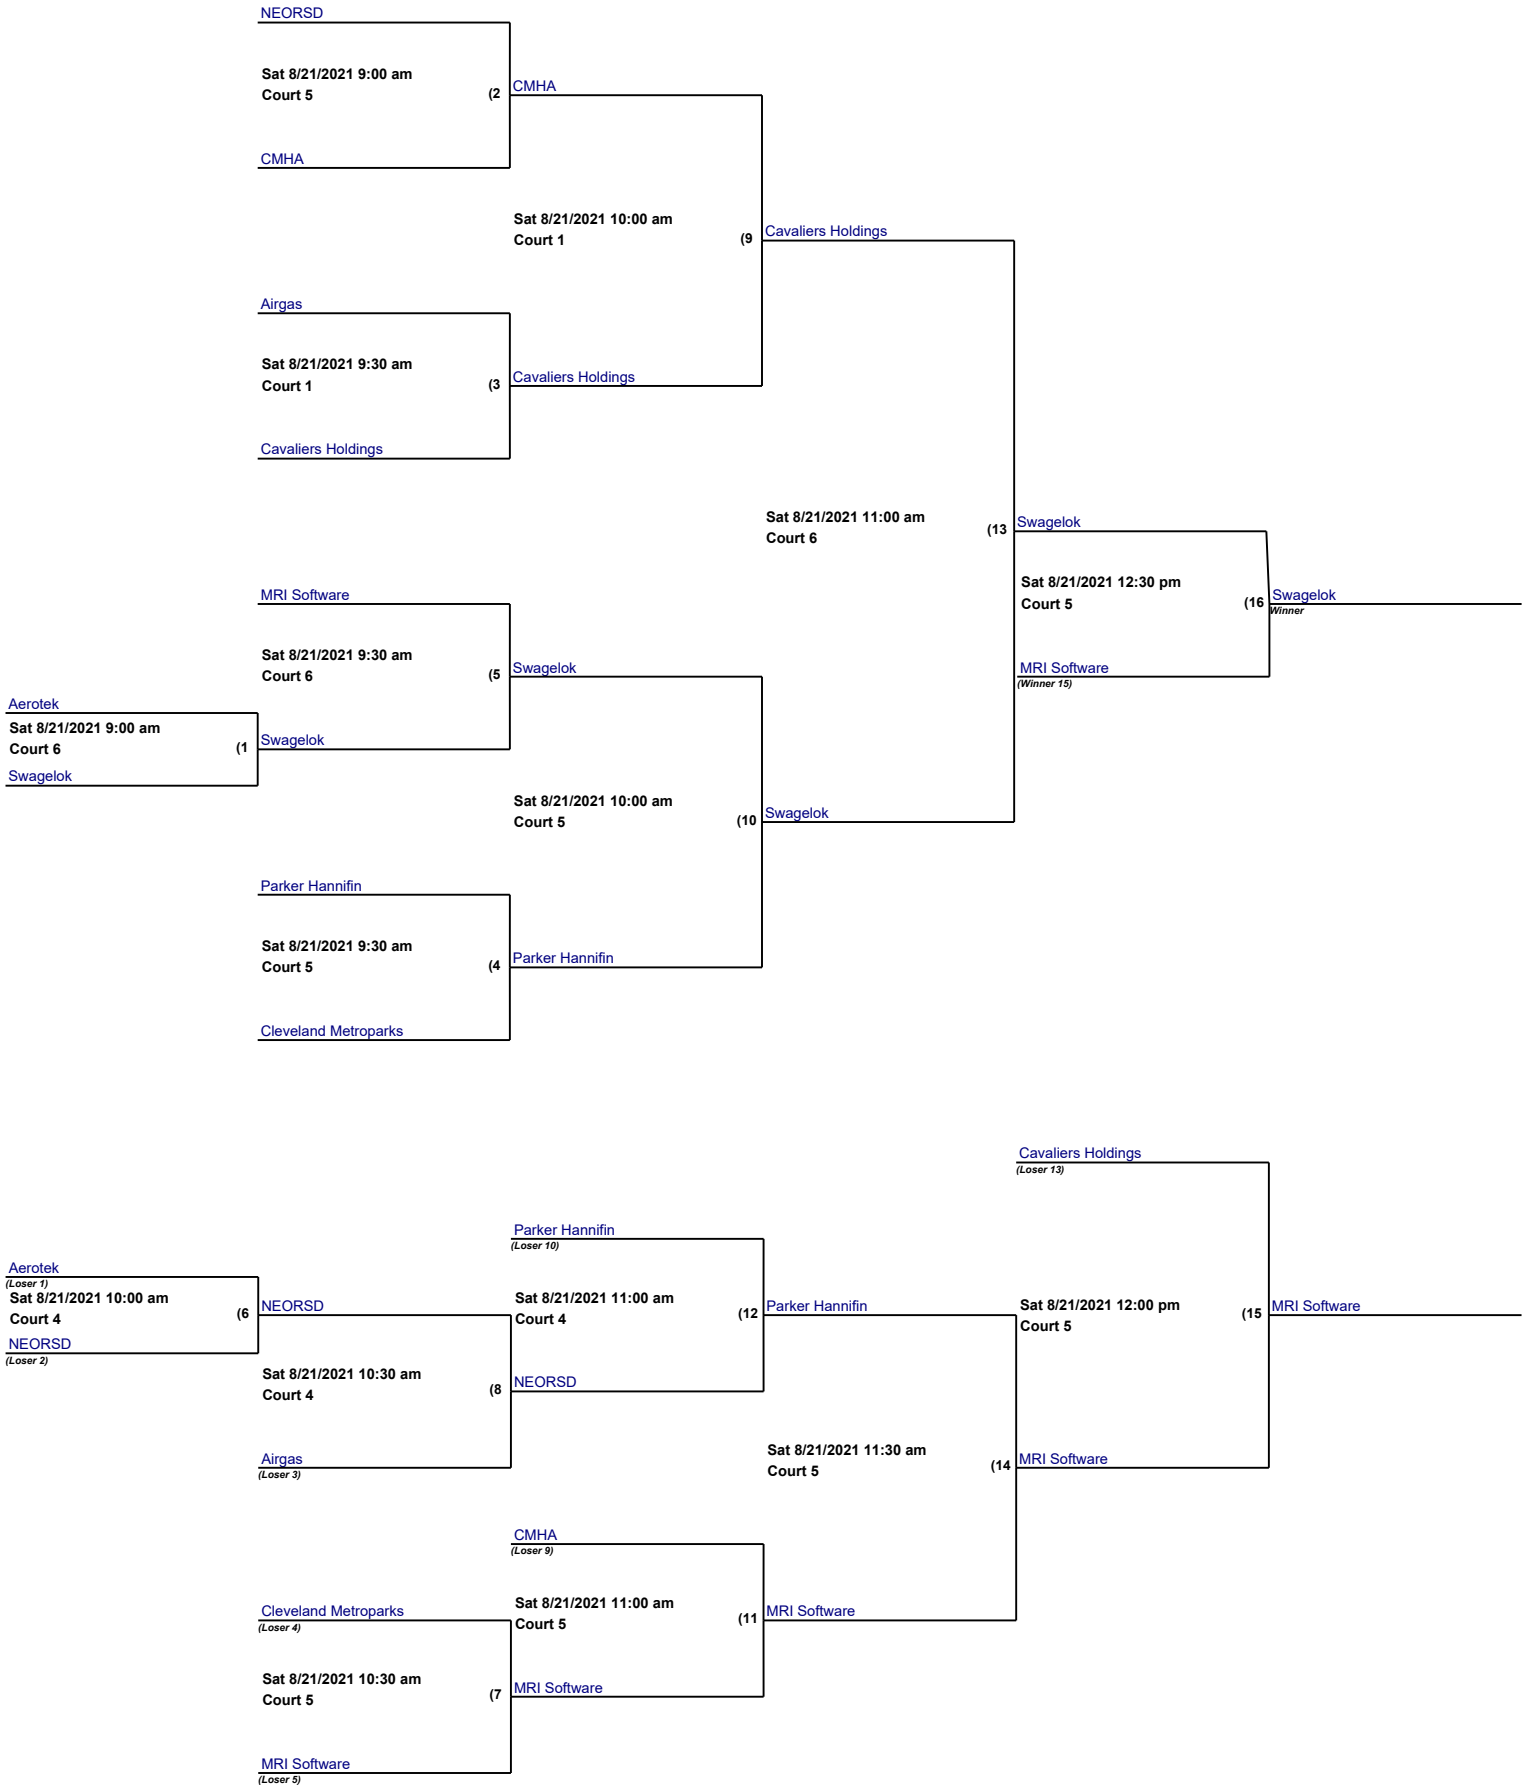 NEORSD
Sat 8/21/2021 9:00 am
Court 5
(2
CMHA
CMHA
Sat 8/21/2021 10:00 am
Court 1
(9
Cavaliers Holdings
Airgas
Sat 8/21/2021 9:30 am
Court 1
(3
Cavaliers Holdings
Cavaliers Holdings
Sat 8/21/2021 11:00 am
Court 6
(13
Swagelok
Sat 8/21/2021 12:30 pm
Court 5
(16
Swagelok
Winner
MRI Software
(Winner 15)
MRI Software
Sat 8/21/2021 9:30 am
Court 6
(5
Swagelok
Aerotek
Sat 8/21/2021 9:00 am
Court 6
(1
Swagelok
Swagelok
Sat 8/21/2021 10:00 am
Court 5
(10
Swagelok
Parker Hannifin
Sat 8/21/2021 9:30 am
Court 5
(4
Parker Hannifin
Cleveland Metroparks
Cavaliers Holdings
(Loser 13)
Parker Hannifin
(Loser 10)
Aerotek
(Loser 1)
Sat 8/21/2021 10:00 am
Court 4
(6
NEORSD
NEORSD
(Loser 2)
Sat 8/21/2021 11:00 am
Court 4
(12
Parker Hannifin
Sat 8/21/2021 12:00 pm
Court 5
(15
MRI Software
Sat 8/21/2021 10:30 am
Court 4
(8
NEORSD
Airgas
(Loser 3)
Sat 8/21/2021 11:30 am
Court 5
(14
MRI Software
CMHA
(Loser 9)
Sat 8/21/2021 11:00 am
Court 5
(11
MRI Software
Cleveland Metroparks
(Loser 4)
Sat 8/21/2021 10:30 am
Court 5
(7
MRI Software
MRI Software
(Loser 5)